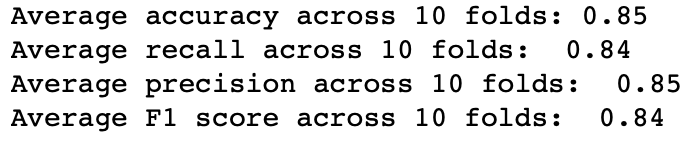 Average accuracy across 10 folds: 0.85
Average recall across 10 folds:  0.84
Average precision across 10 folds:  0.85
Average F1 score across 10 folds:  0.84